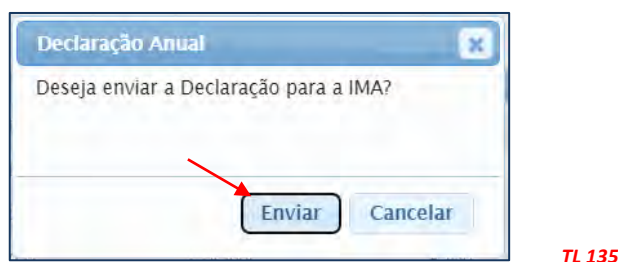 Declaração Anual
Deseja enviar a Declaração para a IMA?
Enviar Cancelar
TL 135